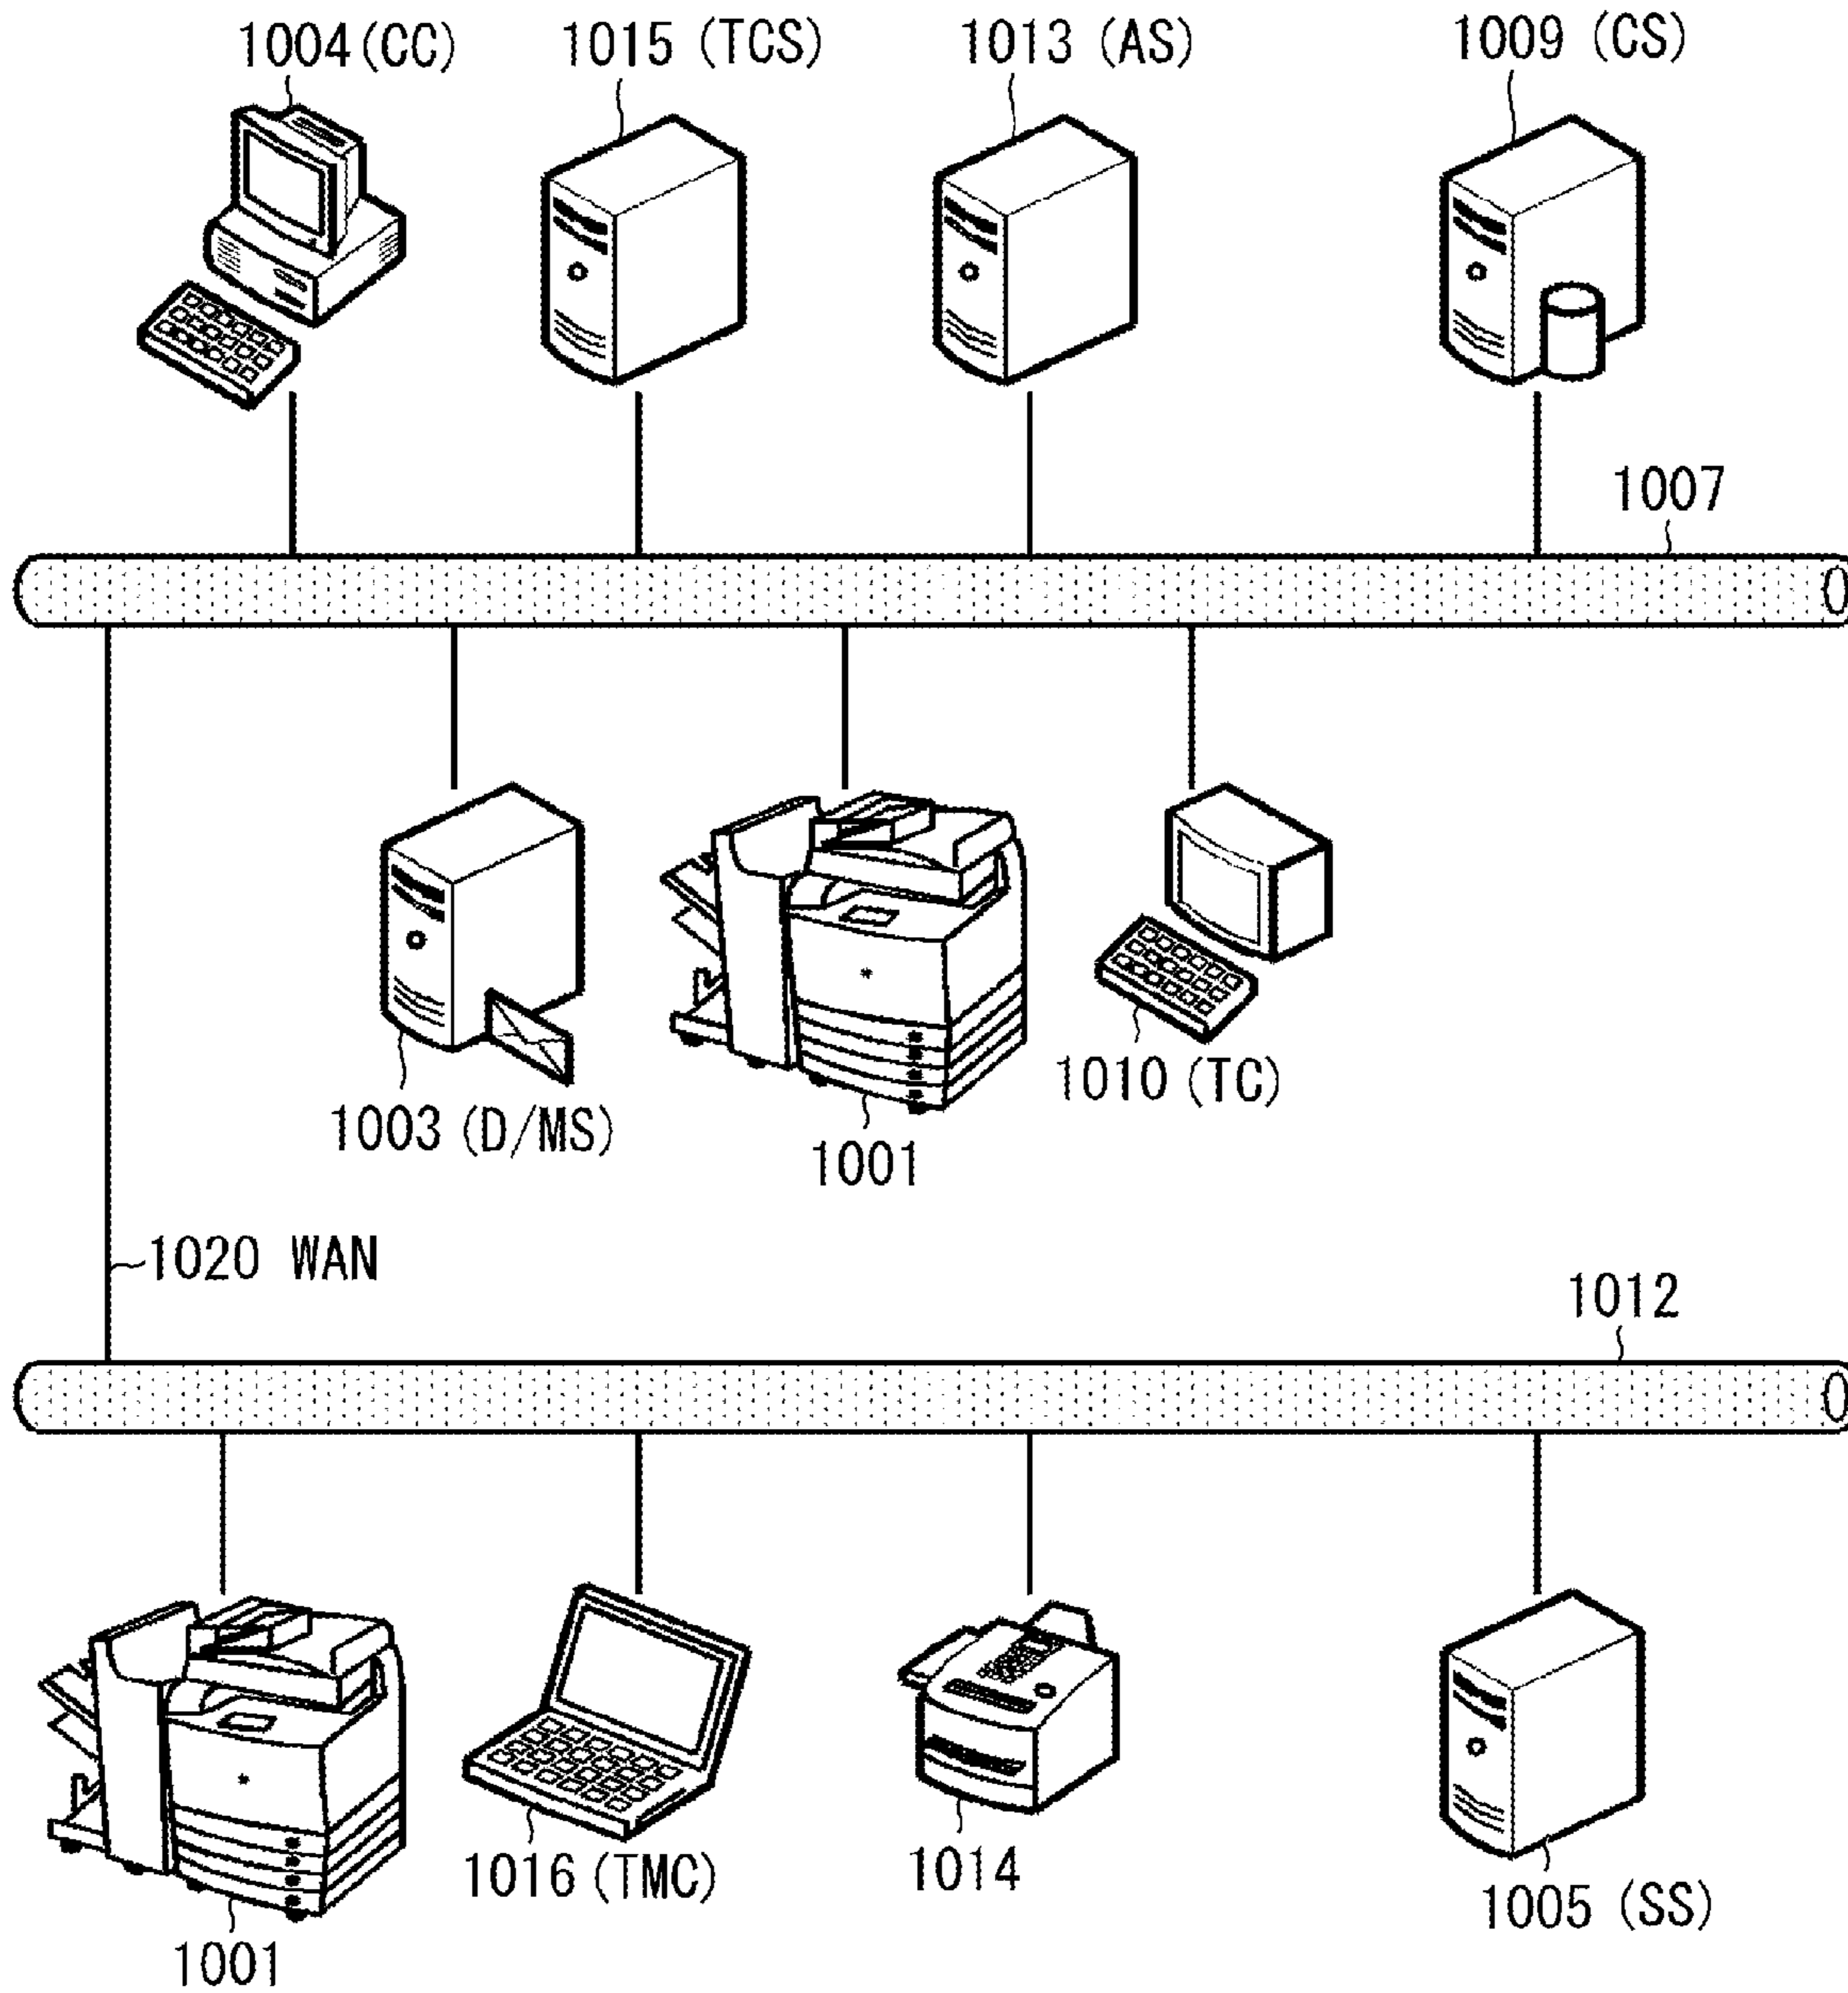 1004(CC)
1015 (TCS)
1013 (AS)
1009 (CS)
1007
1003 (D/MS)
1001
1010 (TC)
1020 WAN
1012
1001
1016 (TMC)
1014
1005 (SS)